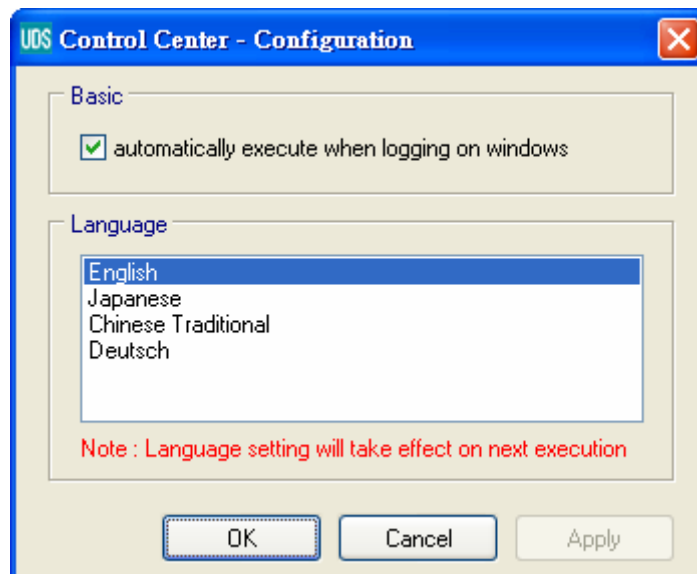 UDS Control Center - Configuration
Basic
automatically execute when logging on windows
Language
English
Japanese
Chinese Traditional
Deutsch
Note : Language setting will take effect on next execution
OK Cancel Apply